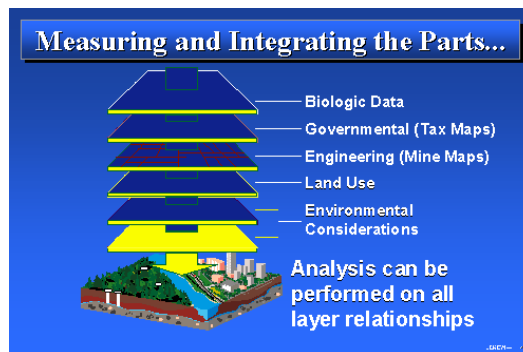 Measuring and Integrating the Parts...
Biologic Data
Governmental (Tax Maps)
Engineering (Mine Maps)
Land Use
Environmental
Considerations
Analysis can be
performed on all
layer relationships